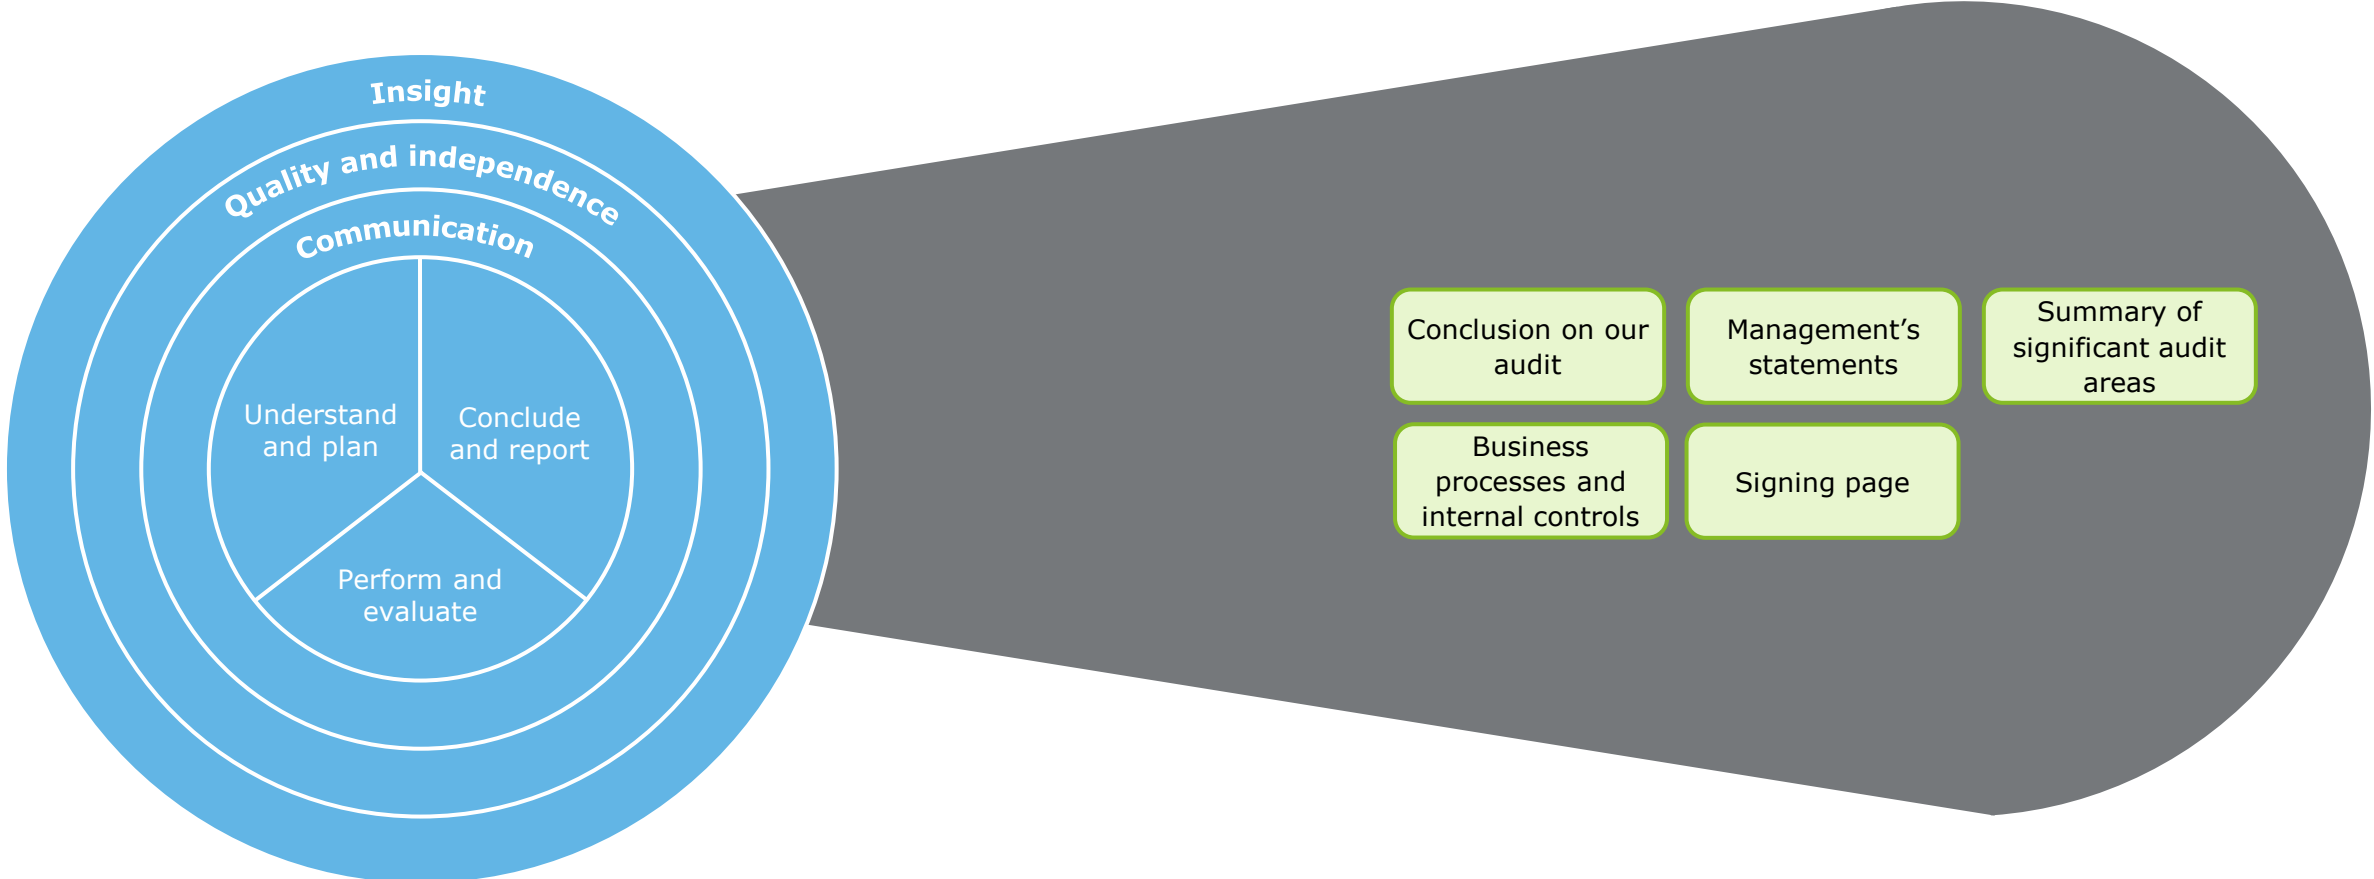 Insight
Quality and independence
Communication
Understand
and plan
Conclude
and report
Perform and
evaluate
Conclusion on our
audit
Management’s
statements
Summary of
significant audit
areas
Business
processes and
internal controls
Signing page